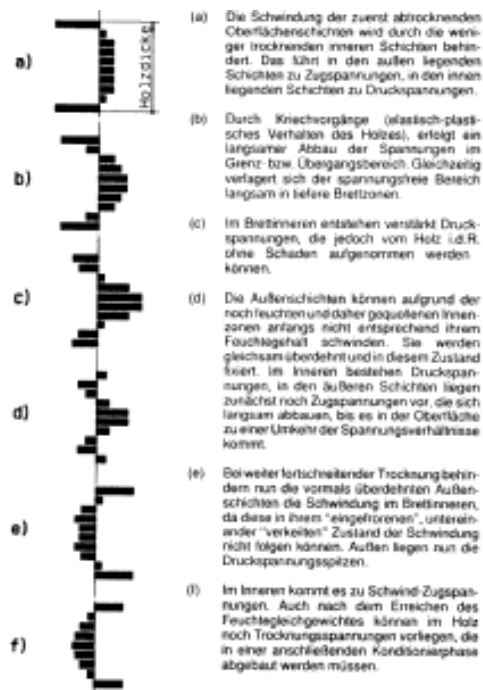 a)
Holzdicke
b)
c)
d)
e)
f)
(a) Die Schwindung der zuerst abtrocknenden
Oberflächenschichten wird durch die weni-
ger trocknenden inneren Schichten behin-
dert. Das führt in den außen liegenden
Schichten zu Zugspannungen, in den innen
liegenden Schichten zu Druckspannungen.
(b) Durch Kriechvorgänge (elastisch-plasti-
sches Verhalten des Holzes), erfolgt ein
langsamer Abbau der Spannungen im
Grenz- bzw. Übergangsbereich. Gleichzeitig
verlagert sich der spannungsfreie Bereich
langsam in tiefere Brettzonen.
(c) Im Brettinneren entstehen verstärkt Druck-
spannungen, die jedoch vom Holz i.d.R.
ohne Schaden aufgenommen werden
können.
(d) Die Außenschichten können aufgrund der
noch feuchten und daher gequollenen Innen-
zonen anfangs nicht entsprechend ihrem
Feuchtegehalt schwinden. Sie werden
gleichsam überdehnt und in diesem Zustand
fixiert. Im Inneren bestehen Druckspan-
nungen, in den äußeren Schichten liegen
zunächst noch Zugspannungen vor, die sich
langsam abbauen, bis es in der Oberfläche
zu einer Umkehr der Spannungsverhältnisse
kommt.
(e) Bei weiter fortschreitender Trocknung behin-
dern nun die vormals überdehnten Außen-
schichten die Schwindung im Brettinneren,
da diese in ihrem "eingefrorenen", unterein-
ander "verkeilten" Zustand der Schwindung
nicht folgen können. Außen liegen nun die
Druckspannungsspitzen.
(f) Im Inneren kommt es zu Schwind-Zugspan-
nungen. Auch nach dem Erreichen des
Feuchtegleichgewichtes können im Holz
noch Trocknungsspannungen vorliegen, die
in einer anschließenden Konditionierphase
abgebaut werden müssen.